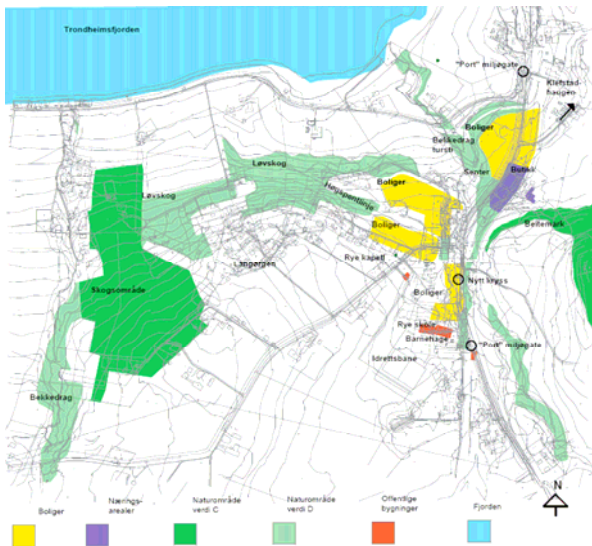 Trondheimsfjorden
"Port" miljøgate
Klefstad-
haugen
Boliger
Bekkedrag
tursti
Senter
Butikk
Løvskog
Løvskog
Høyspentlinje
Boliger
Boliger
Beitemark
Langørgen
Rye kapell
Skogsområde
Boliger
Nytt kryss
Rye skole
Barnehage
"Port" miljøgate
Idrettsbane
Bekkedrag
N
Boliger
Nærings-
arealer
Naturområde
verdi C
Naturområde
verdi D
Offentlige
bygninger
Fjorden